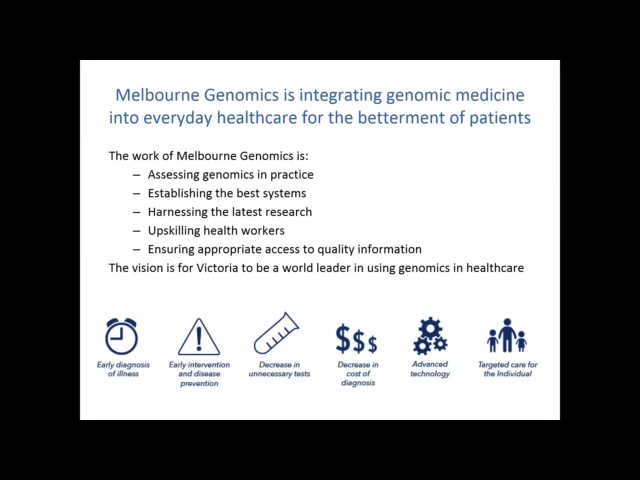 Melbourne Genomics is integrating genomic medicine
into everyday healthcare for the betterment of patients
The work of Melbourne Genomics is:
– Assessing genomics in practice
– Establishing the best systems
– Harnessing the latest research
– Upskilling health workers
– Ensuring appropriate access to quality information
The vision is for Victoria to be a world leader in using genomics in healthcare
$$$
Early diagnosis
of illness
Early intervention
and disease
prevention
Decrease in
unnecessary tests
Decrease in
cost of
diagnosis
Advanced
technology
Targeted care for
the Individual